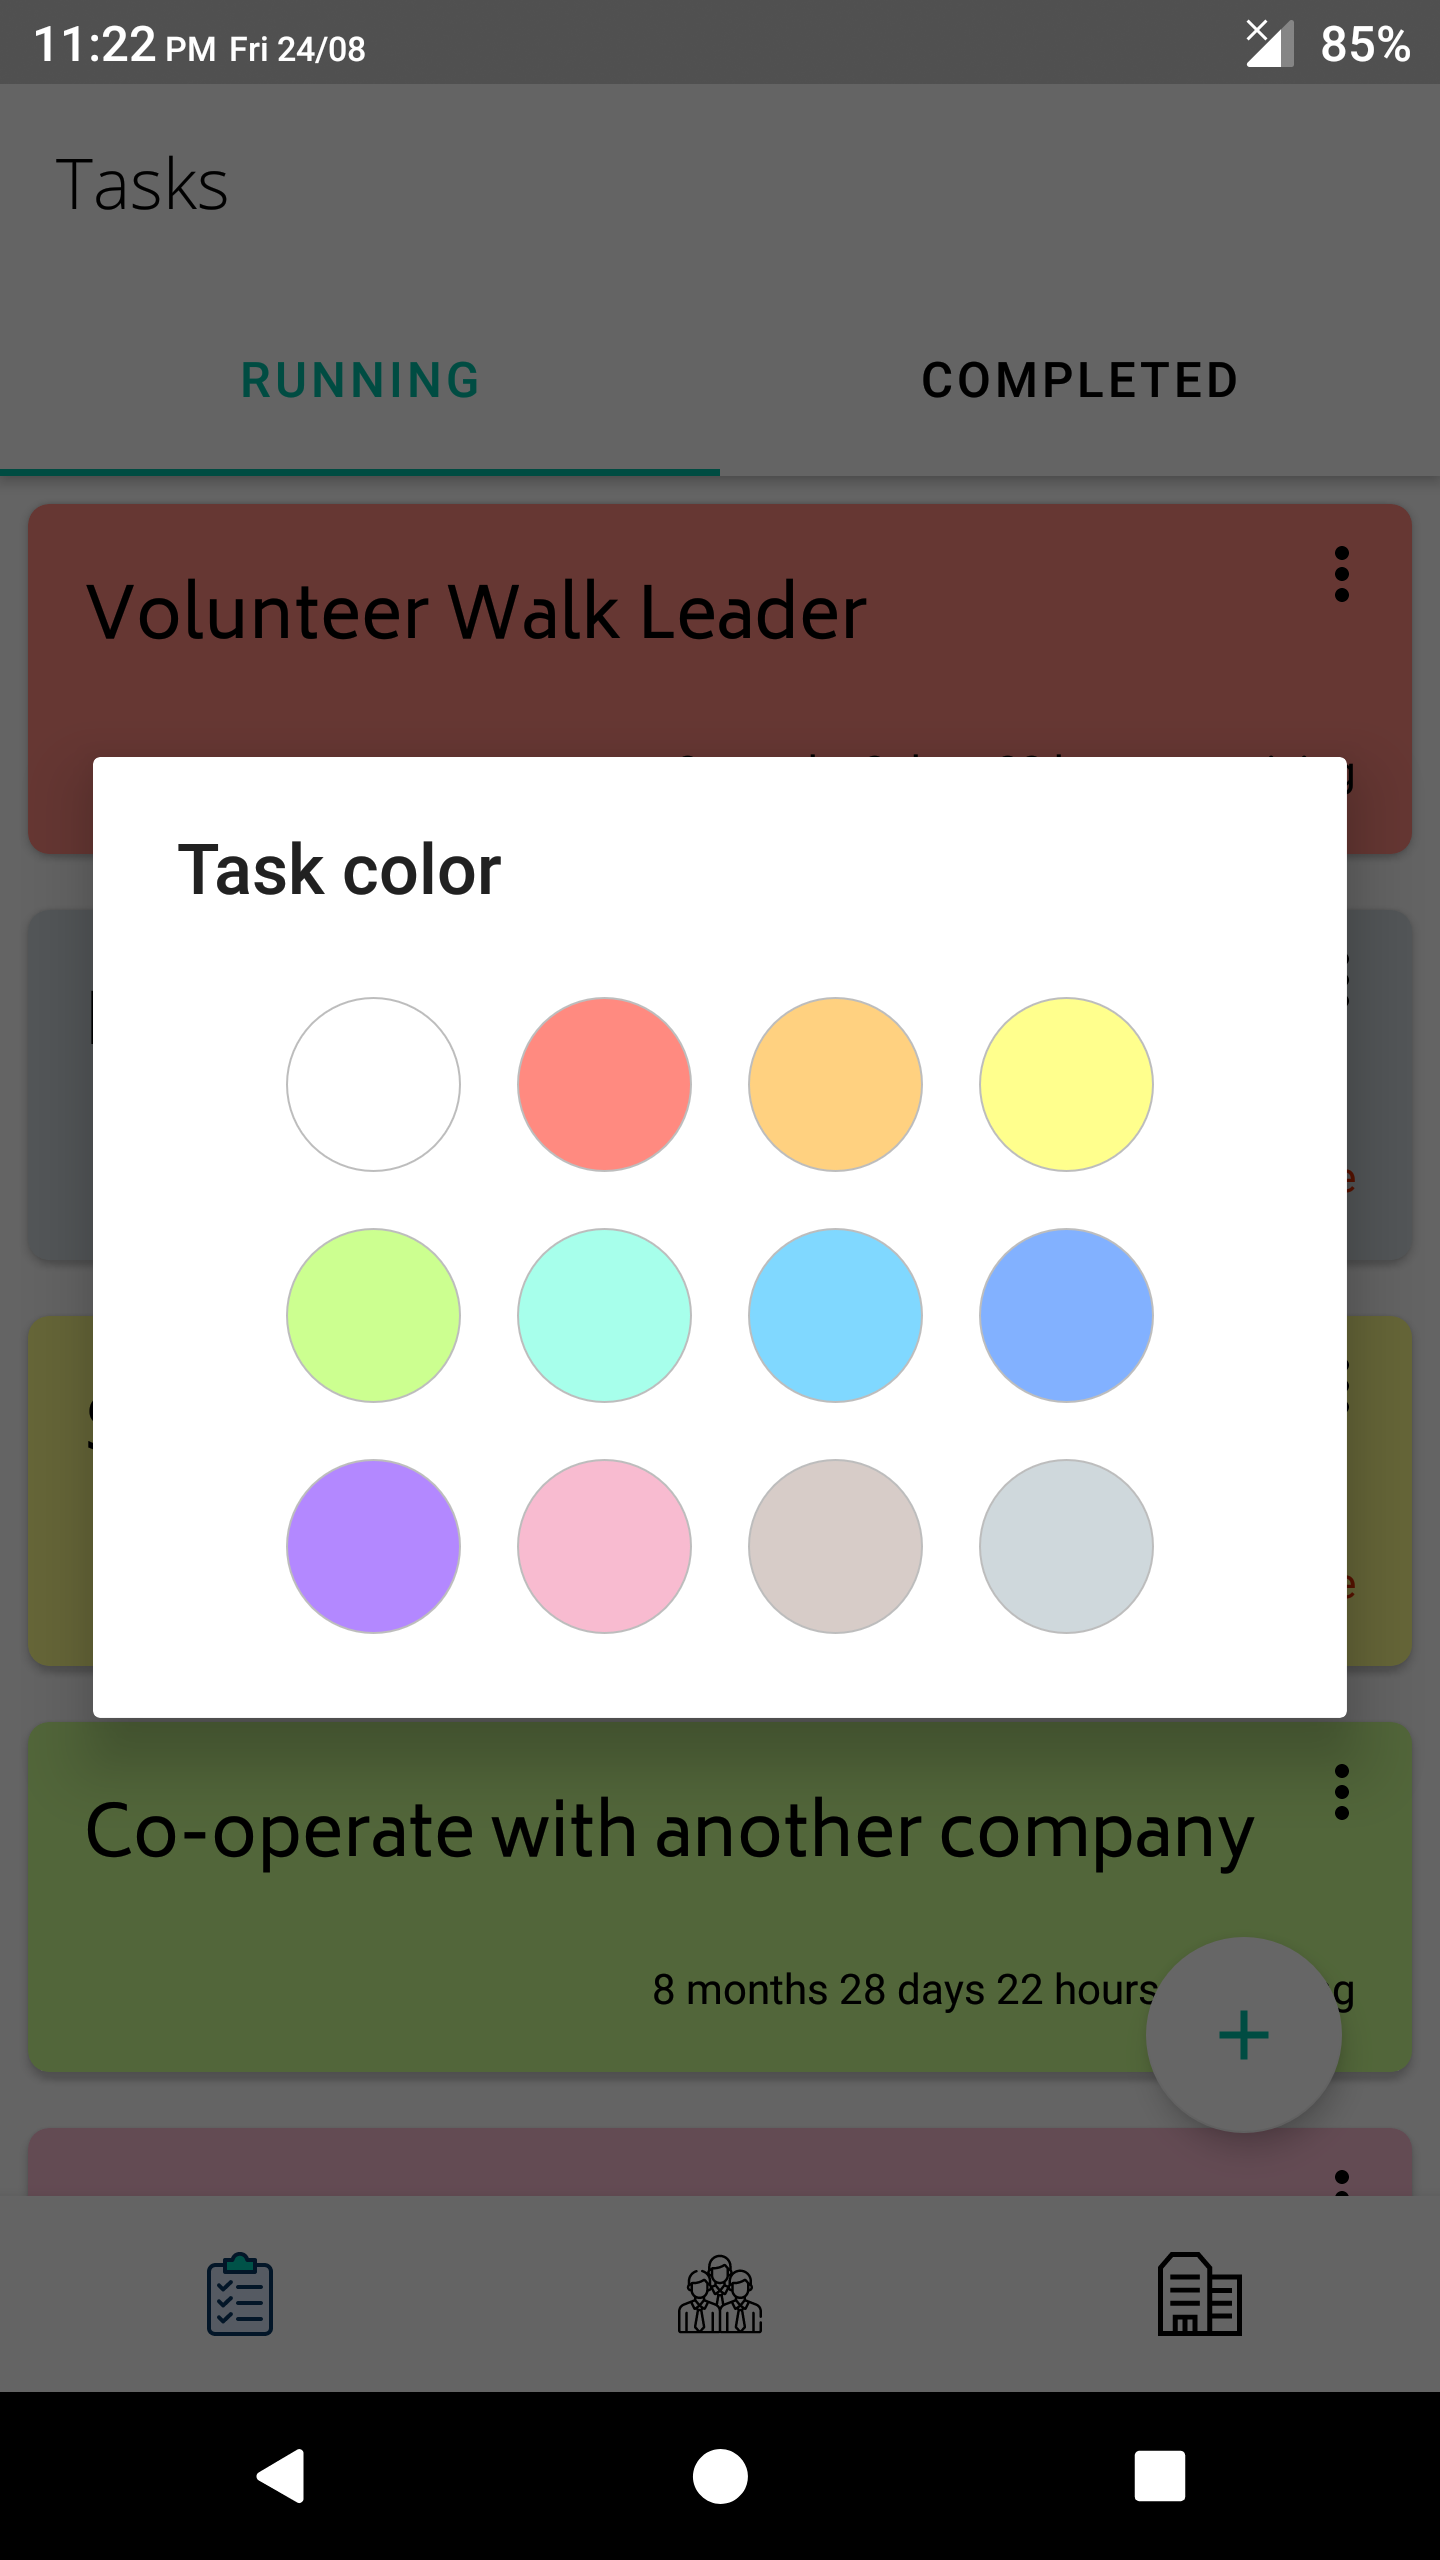 11:22 PM Fri 24/08
85%
Tasks
RUNNING
COMPLETED
Volunteer Walk Leader
Task color
Co-operate with another company
8 months 28 days 22 hours